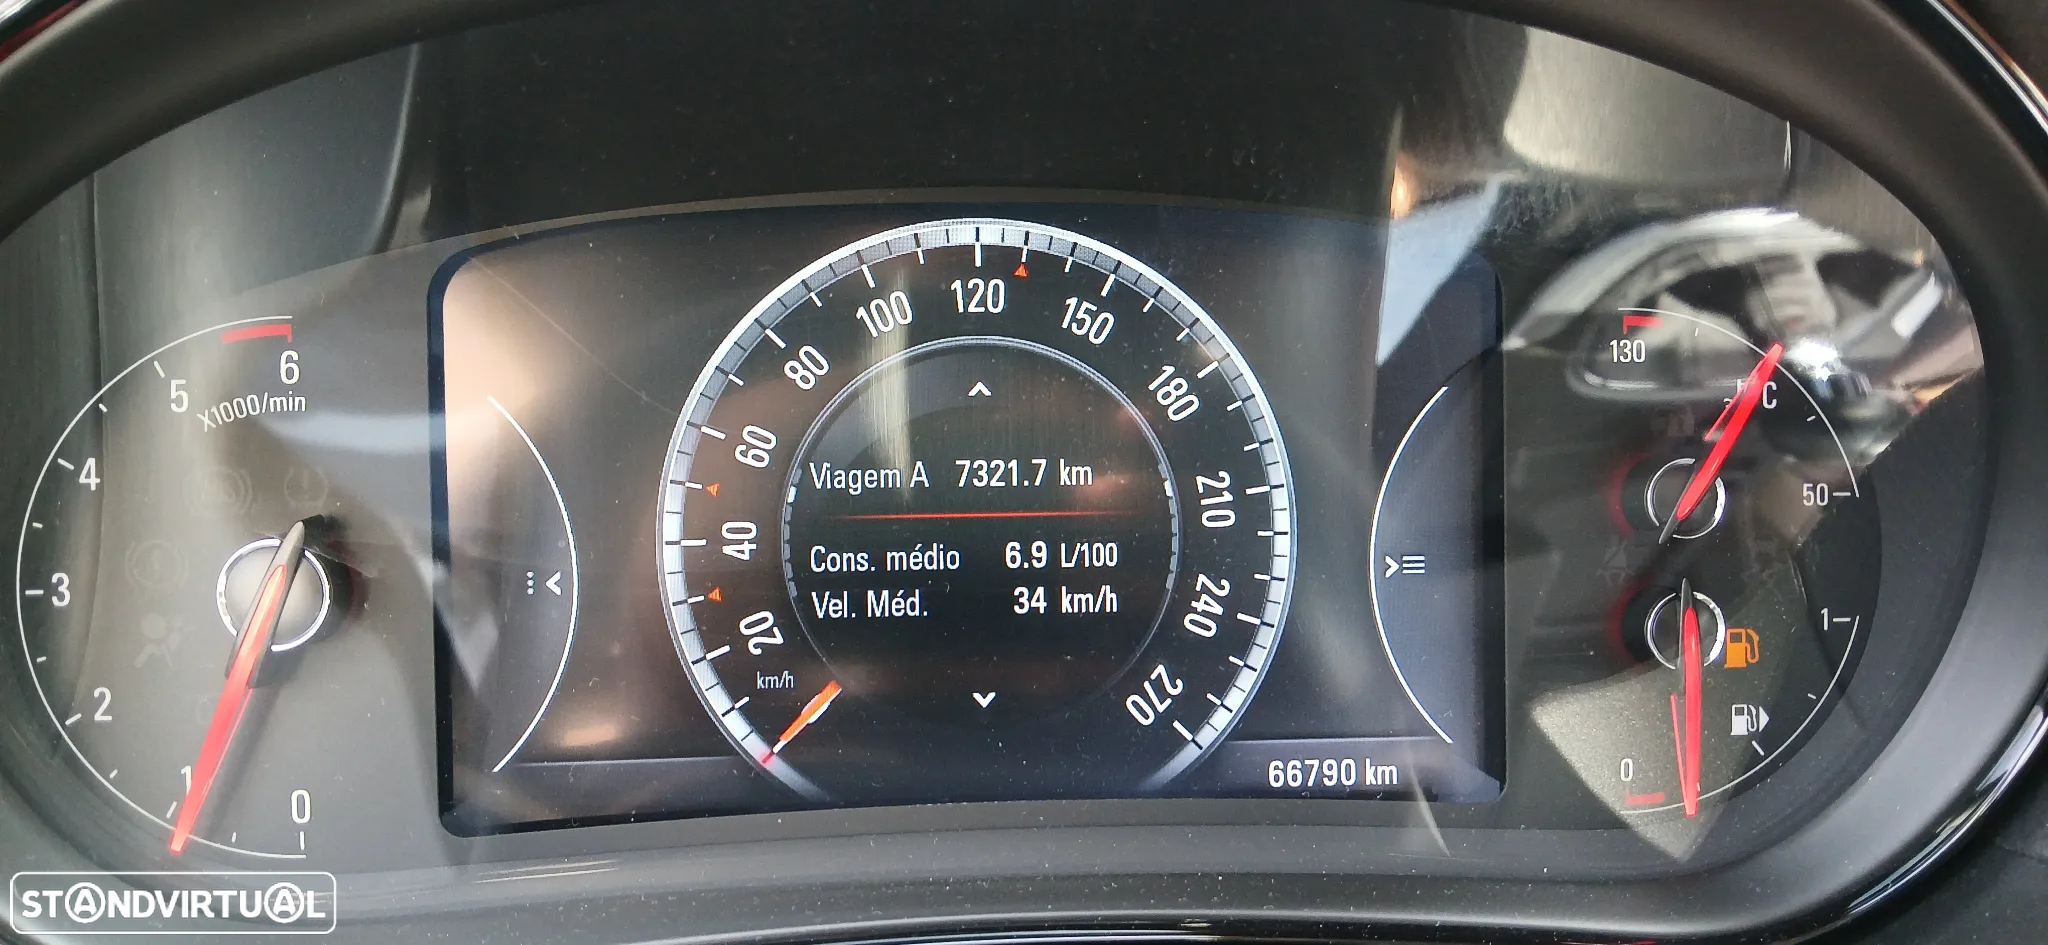 6
5
X1000/min
4
3
2
1
0
20
40
60
80
100
120
150
180
210
240
270
km/h
Viagem A 7321.7 km
Cons. médio 6.9 L/100
Vel. Méd. 34 km/h
66790 km
130
°C
50
1
0
STANDVIRTUAL